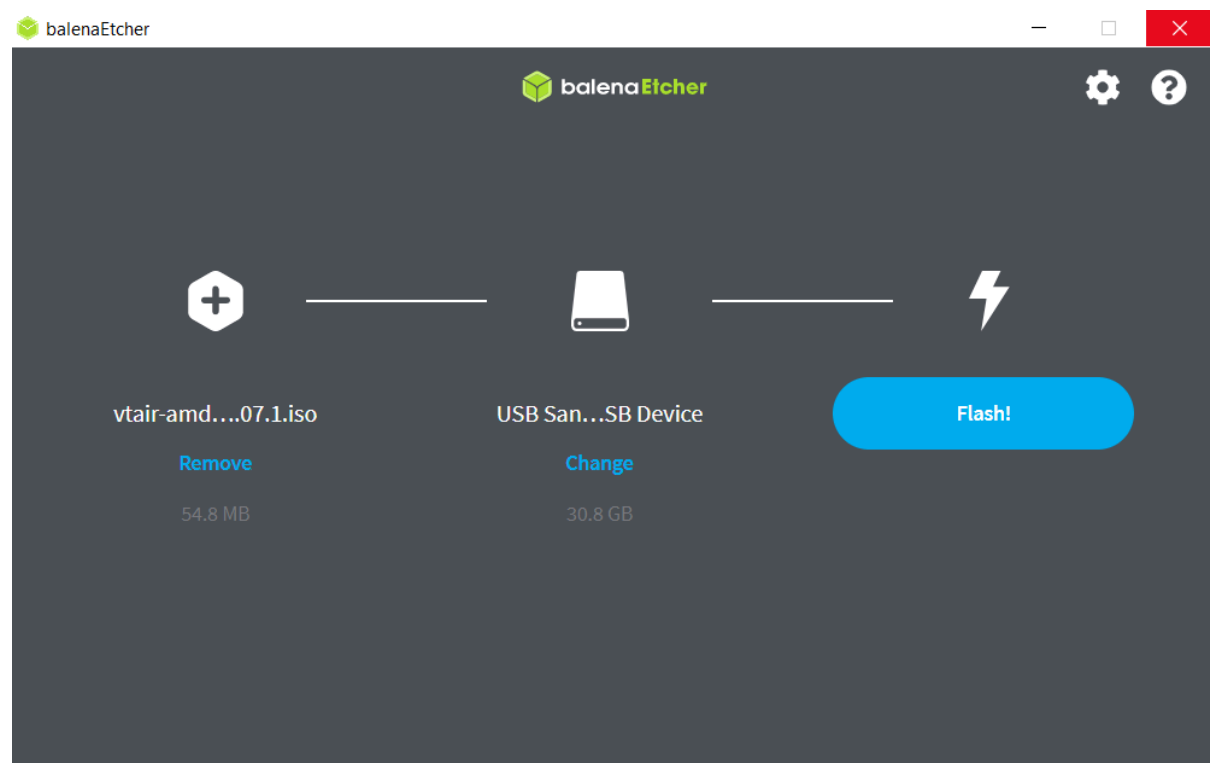 balenaEtcher
balenaEtcher
vtair-amd....07.1.iso
USB San...SB Device
Flash!
Remove
Change
54.8 MB
30.8 GB